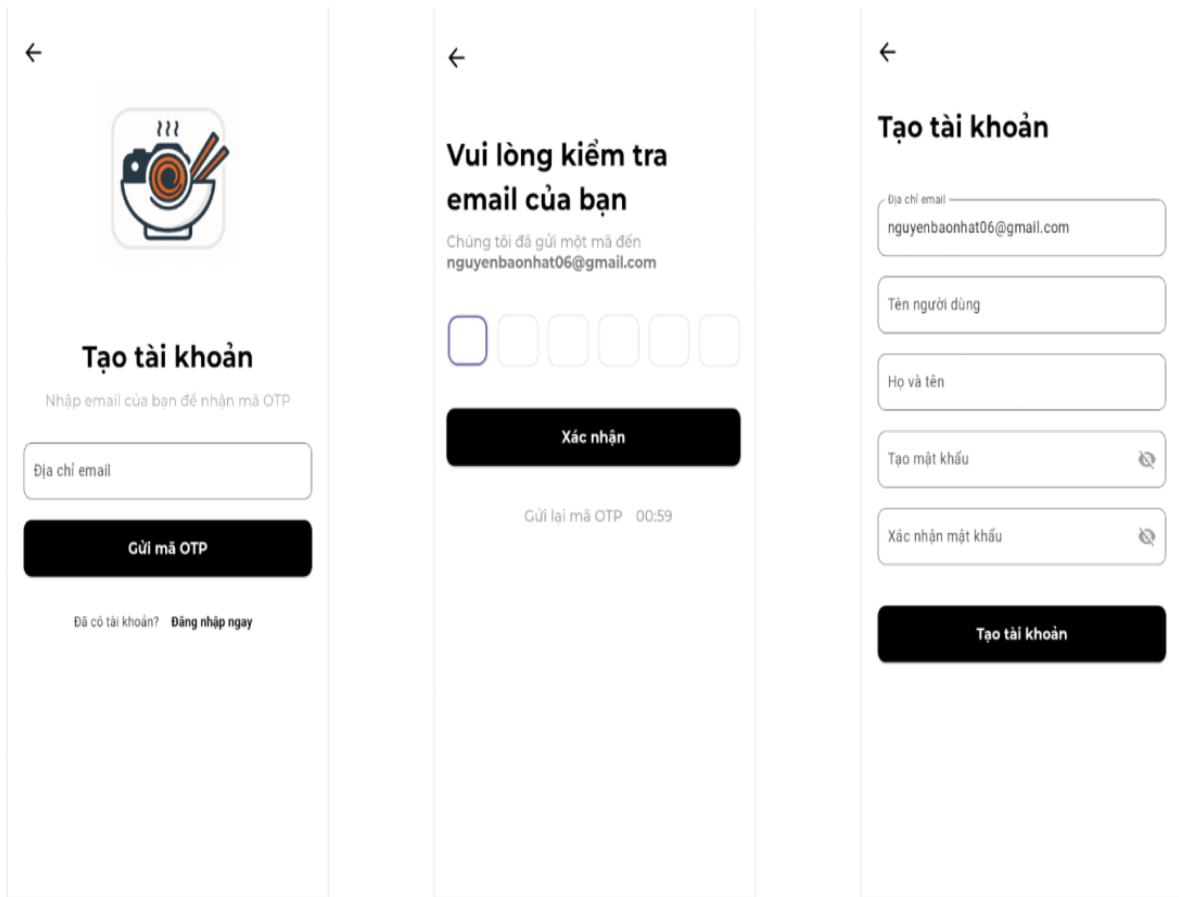 Tạo tài khoản
Nhập email của bạn để nhận mã OTP
Địa chỉ email
Gửi mã OTP
Đã có tài khoản? Đăng nhập ngay
Vui lòng kiểm tra
email của bạn
Chúng tôi đã gửi một mã đến
nguyenbaonhat06@gmail.com
Xác nhận
Gửi lại mã OTP 00:59
Tạo tài khoản
Địa chỉ email
nguyenbaonhat06@gmail.com
Tên người dùng
Họ và tên
Tạo mật khẩu
Xác nhận mật khẩu
Tạo tài khoản